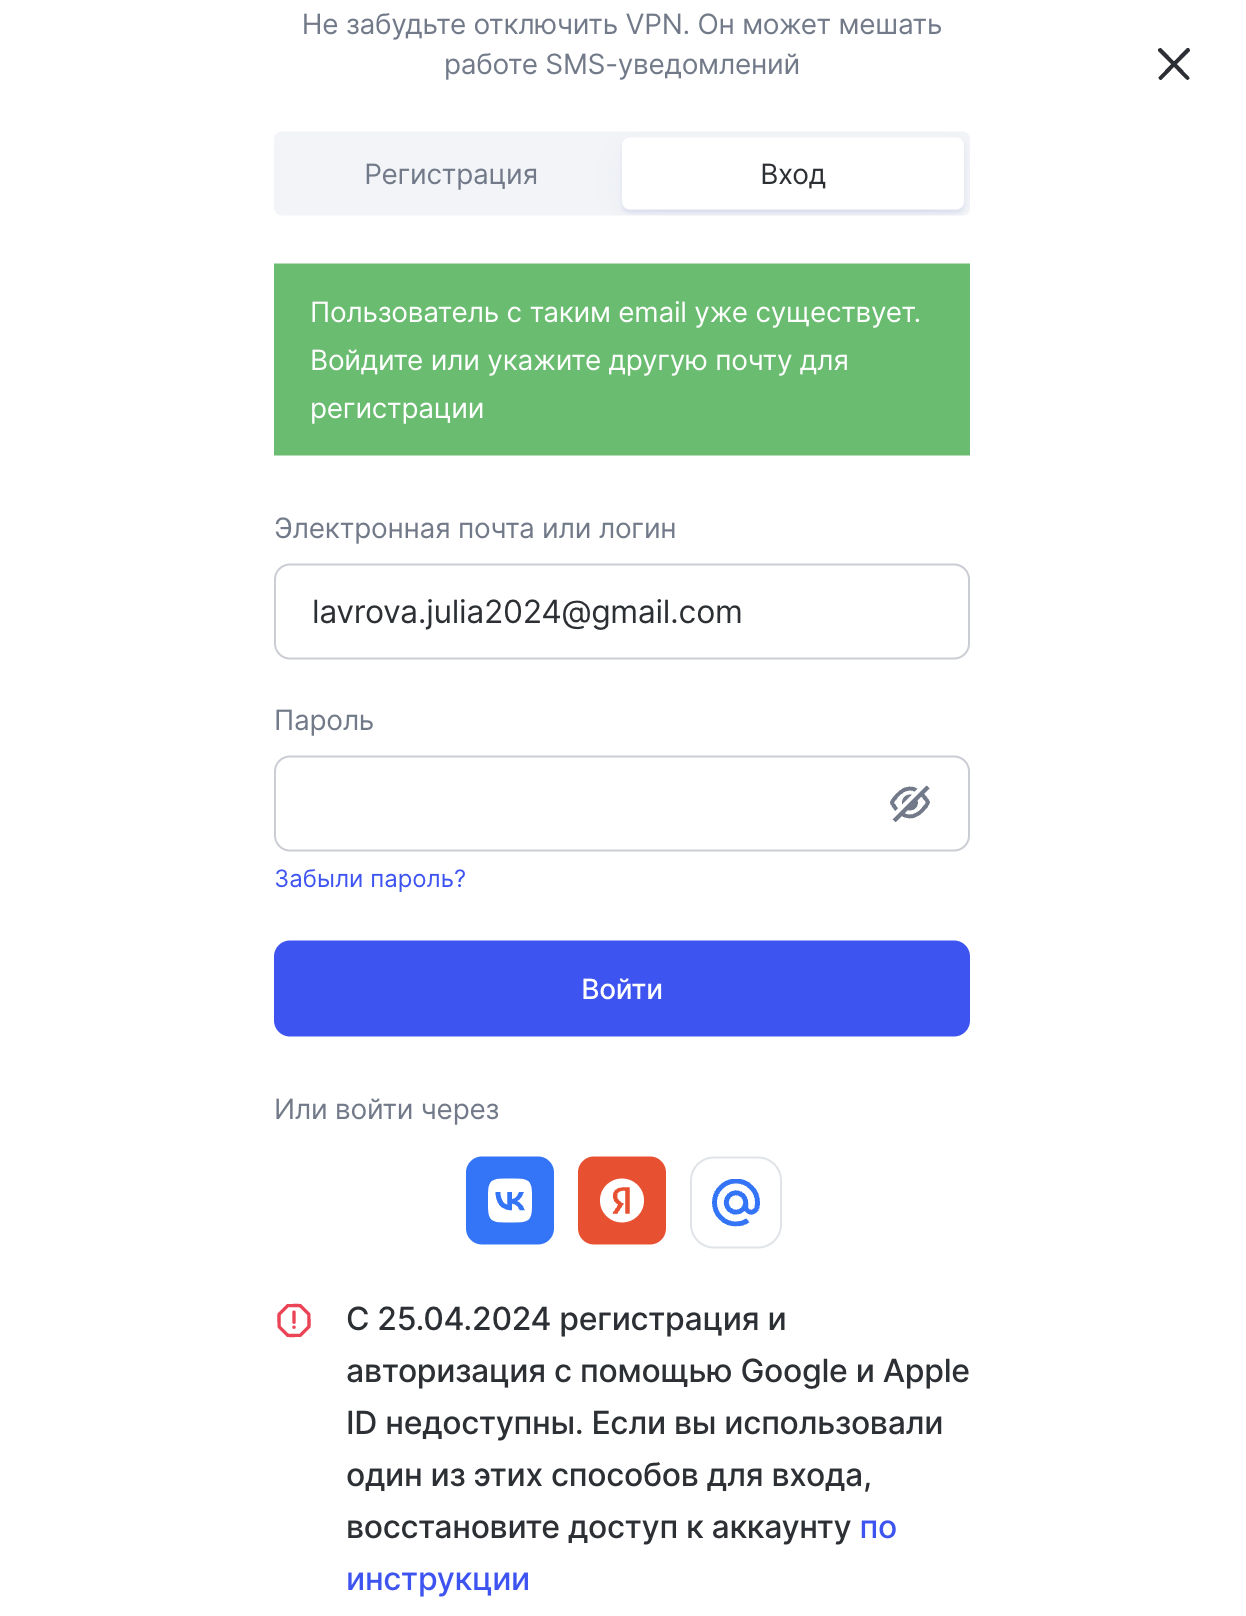 Не забудьте отключить VPN. Он может мешать
работе SMS-уведомлений
Регистрация
Вход
Пользователь с таким email уже существует.
Войдите или укажите другую почту для
регистрации
Электронная почта или логин
lavrova.julia2024@gmail.com
Пароль
Забыли пароль?
Войти
Или войти через
С 25.04.2024 регистрация и
авторизация с помощью Google и Apple
ID недоступны. Если вы использовали
один из этих способов для входа,
восстановите доступ к аккаунту по
инструкции